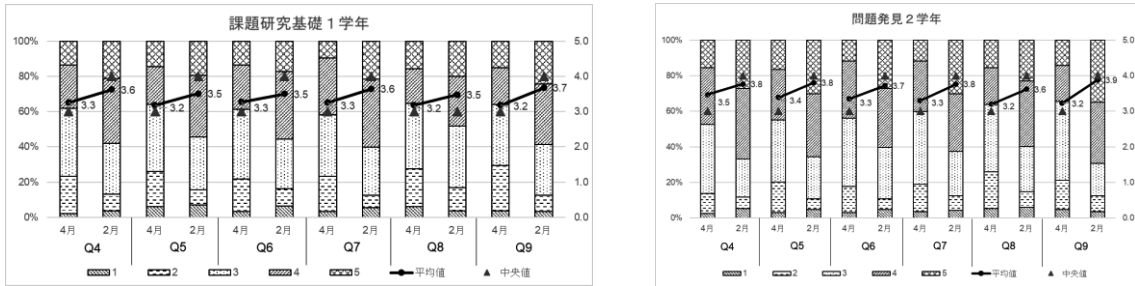 課題研究基礎1学年
100% 5.0
80% 4.0
60% 3.0
40% 2.0
20% 1.0
0% 0.0
3.3 3.6 3.2 3.5 3.3 3.5 3.3 3.6 3.2 3.5 3.2 3.7
4月 2月 4月 2月 4月 2月 4月 2月 4月 2月 4月 2月
Q4 Q5 Q6 Q7 Q8 Q9
1 2 3 4 5 平均値 中央値
問題発見2学年
100% 5.0
80% 4.0
60% 3.0
40% 2.0
20% 1.0
0% 0.0
3.5 3.8 3.4 3.8 3.3 3.7 3.3 3.8 3.2 3.6 3.2 3.9
4月 2月 4月 2月 4月 2月 4月 2月 4月 2月 4月 2月
Q4 Q5 Q6 Q7 Q8 Q9
1 2 3 4 5 平均値 中央値